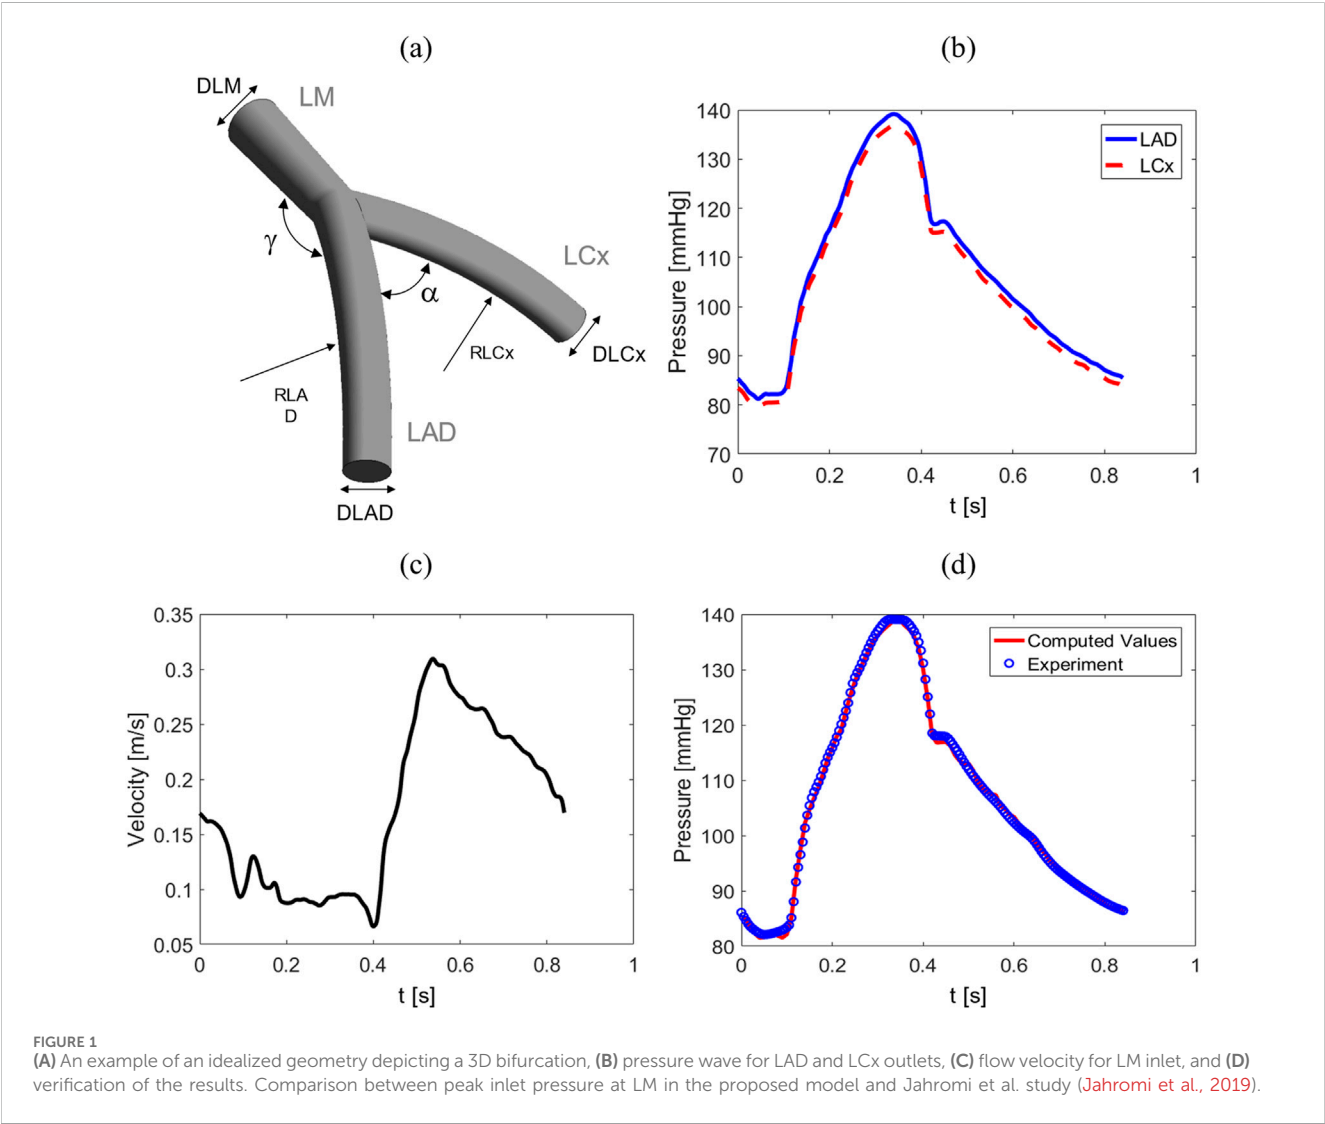 (a)
DLM
LM
γ
LCx
α
RLCx
DLCx
RLA
D
LAD
DLAD
(b)
140
130
120
110
100
90
80
70
Pressure [mmHg]
LAD
LCx
0
0.2
0.4
0.6
0.8
1
t [s]
(c)
0.35
0.3
0.25
0.2
0.15
0.1
0.05
Velocity [m/s]
0
0.2
0.4
0.6
0.8
1
t [s]
(d)
140
130
120
110
100
90
80
Pressure [mmHg]
Computed Values
Experiment
0
0.2
0.4
0.6
0.8
1
t [s]
FIGURE 1
(A) An example of an idealized geometry depicting a 3D bifurcation, (B) pressure wave for LAD and LCx outlets, (C) flow velocity for LM inlet, and (D)
verification of the results. Comparison between peak inlet pressure at LM in the proposed model and Jahromi et al. study (Jahromi et al., 2019).